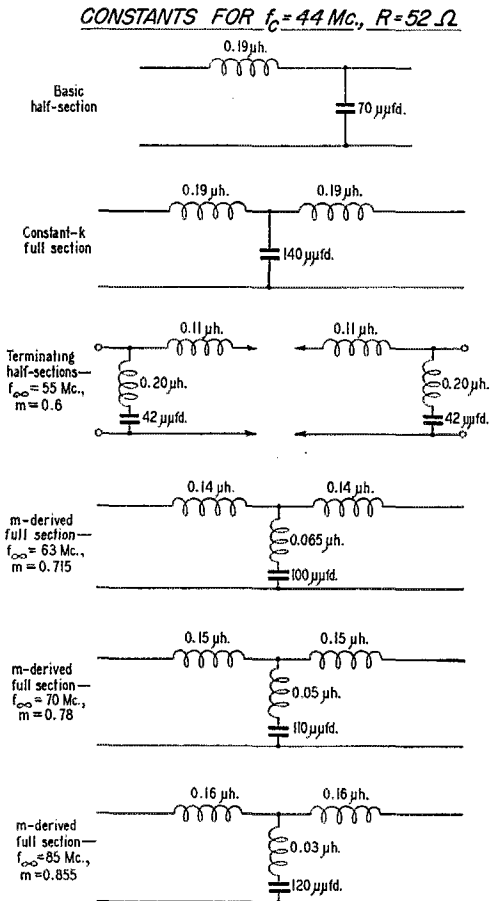 CONSTANTS FOR fc = 44 Mc., R = 52 Ω
0.19 µh.
Basic
half-section
70 µµfd.
0.19 µh. 0.19 µh.
Constant-k
full section
140 µµfd.
0.11 µh. 0.11 µh.
Terminating
half-sections—
f∞ = 55 Mc.,
m = 0.6
0.20 µh. 0.20 µh.
42 µµfd. 42 µµfd.
0.14 µh. 0.14 µh.
m-derived
full section—
f∞ = 63 Mc.,
m = 0.715
0.065 µh.
100 µµfd.
0.15 µh. 0.15 µh.
m-derived
full section—
f∞ = 70 Mc.,
m = 0.78
0.05 µh.
110 µµfd.
0.16 µh. 0.16 µh.
m-derived
full section—
f∞ = 85 Mc.,
m = 0.855
0.03 µh.
120 µµfd.